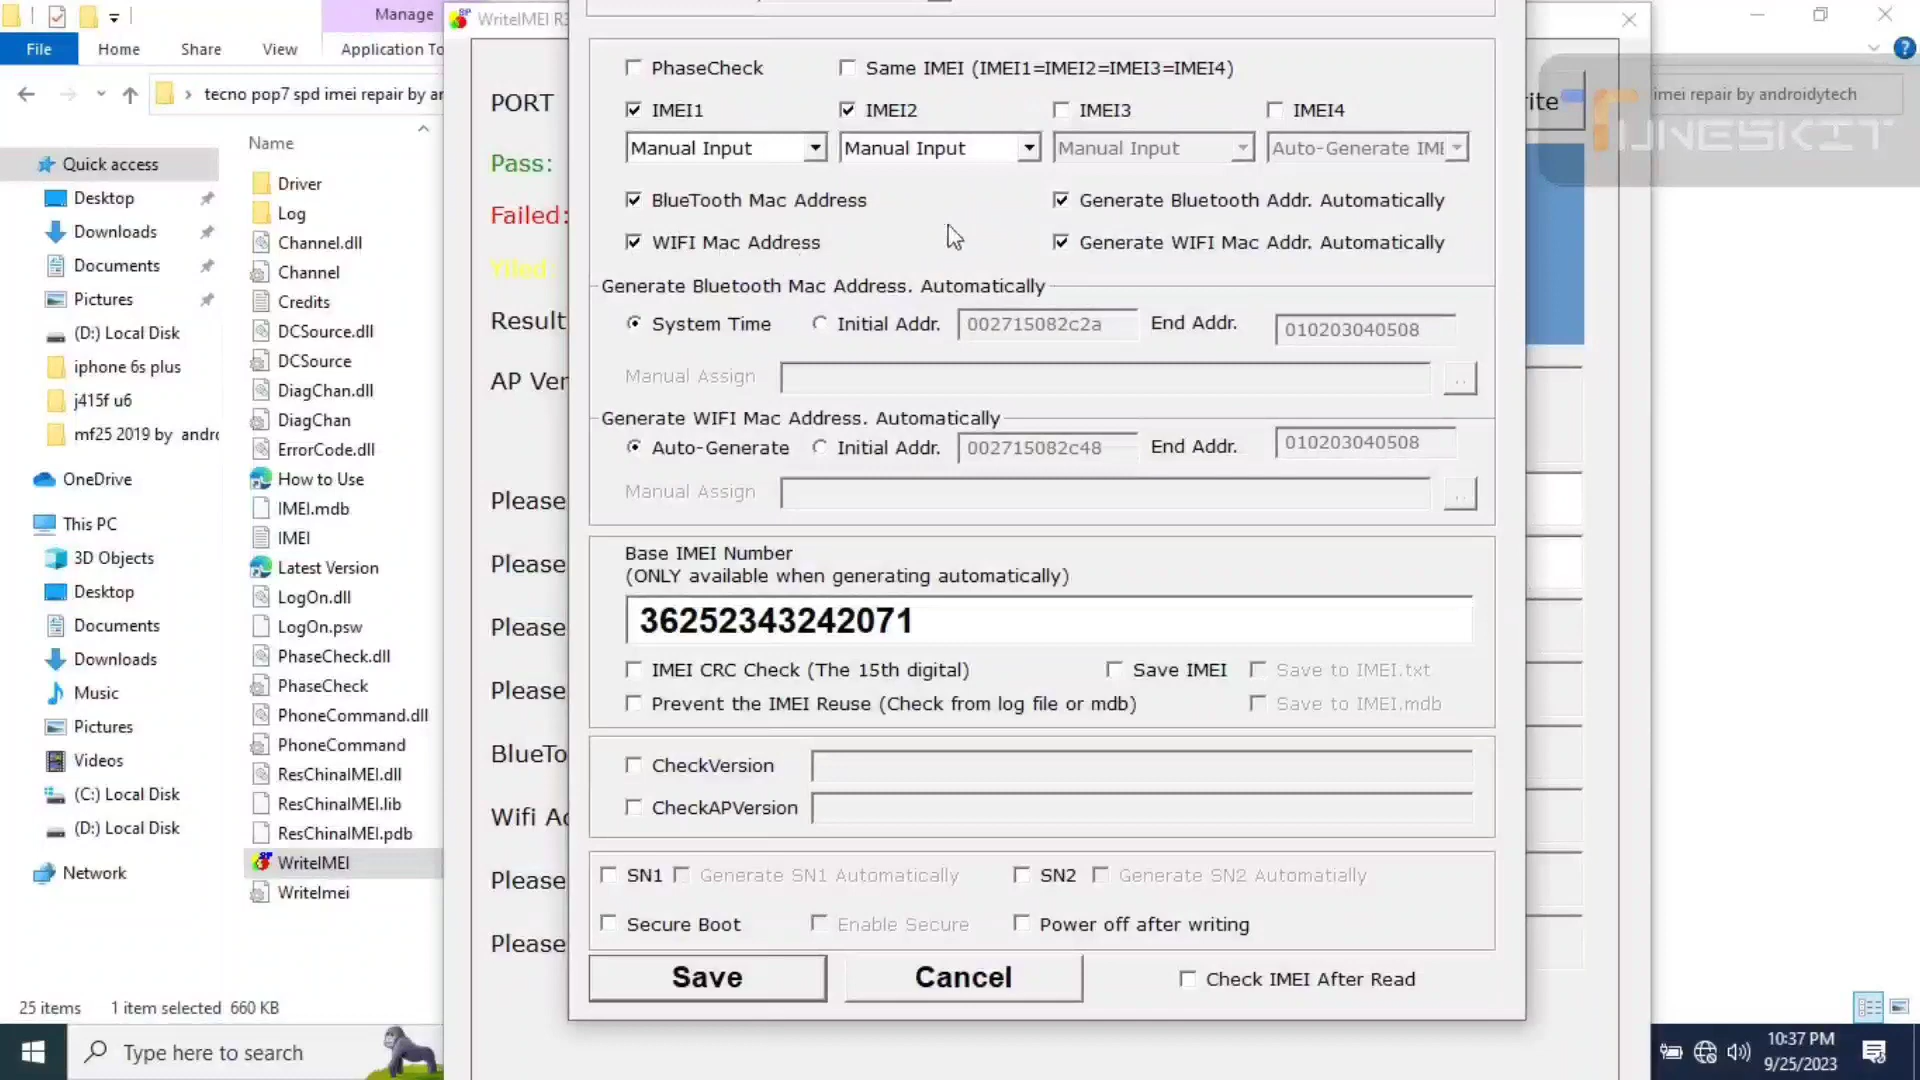 Manage
File
Home
Share
View
Application To
tecno pop7 spd imei repair by ar
imei repair by androidytech
WriteIMEI R3
Quick access
Desktop
Downloads
Documents
Pictures
(D:) Local Disk
iphone 6s plus
j415f u6
mf25 2019 by andro
OneDrive
This PC
3D Objects
Desktop
Documents
Downloads
Music
Pictures
Videos
(C:) Local Disk
(D:) Local Disk
Network
Name
Driver
Log
Channel.dll
Channel
Credits
DCSource.dll
DCSource
DiagChan.dll
DiagChan
ErrorCode.dll
How to Use
IMEI.mdb
IMEI
Latest Version
LogOn.dll
LogOn.psw
PhaseCheck.dll
PhaseCheck
PhoneCommand.dll
PhoneCommand
ResChinaIMEI.dll
ResChinaIMEI.lib
ResChinaIMEI.pdb
WriteIMEI
WriteImei
25 items 1 item selected 660 KB
PORT
Pass:
Failed:
Result
AP Ver
Please
Please
Please
Please
BlueTo
Wifi Ad
Please
Please
rite
UNESKIT
PhaseCheck
Same IMEI (IMEI1=IMEI2=IMEI3=IMEI4)
IMEI1 IMEI2 IMEI3 IMEI4
Manual Input Manual Input Manual Input Auto-Generate IMI
BlueTooth Mac Address Generate Bluetooth Addr. Automatically
WIFI Mac Address Generate WIFI Mac Addr. Automatically
Generate Bluetooth Mac Address. Automatically
System Time Initial Addr. 002715082c2a End Addr. 010203040508
Manual Assign ..
Generate WIFI Mac Address. Automatically
Auto-Generate Initial Addr. 002715082c48 End Addr. 010203040508
Manual Assign ..
Base IMEI Number
(ONLY available when generating automatically)
36252343242071
IMEI CRC Check (The 15th digital) Save IMEI Save to IMEI.txt
Prevent the IMEI Reuse (Check from log file or mdb) Save to IMEI.mdb
CheckVersion
CheckAPVersion
SN1 Generate SN1 Automatically SN2 Generate SN2 Automatially
Secure Boot Enable Secure Power off after writing
Save Cancel Check IMEI After Read
Type here to search
10:37 PM
9/25/2023